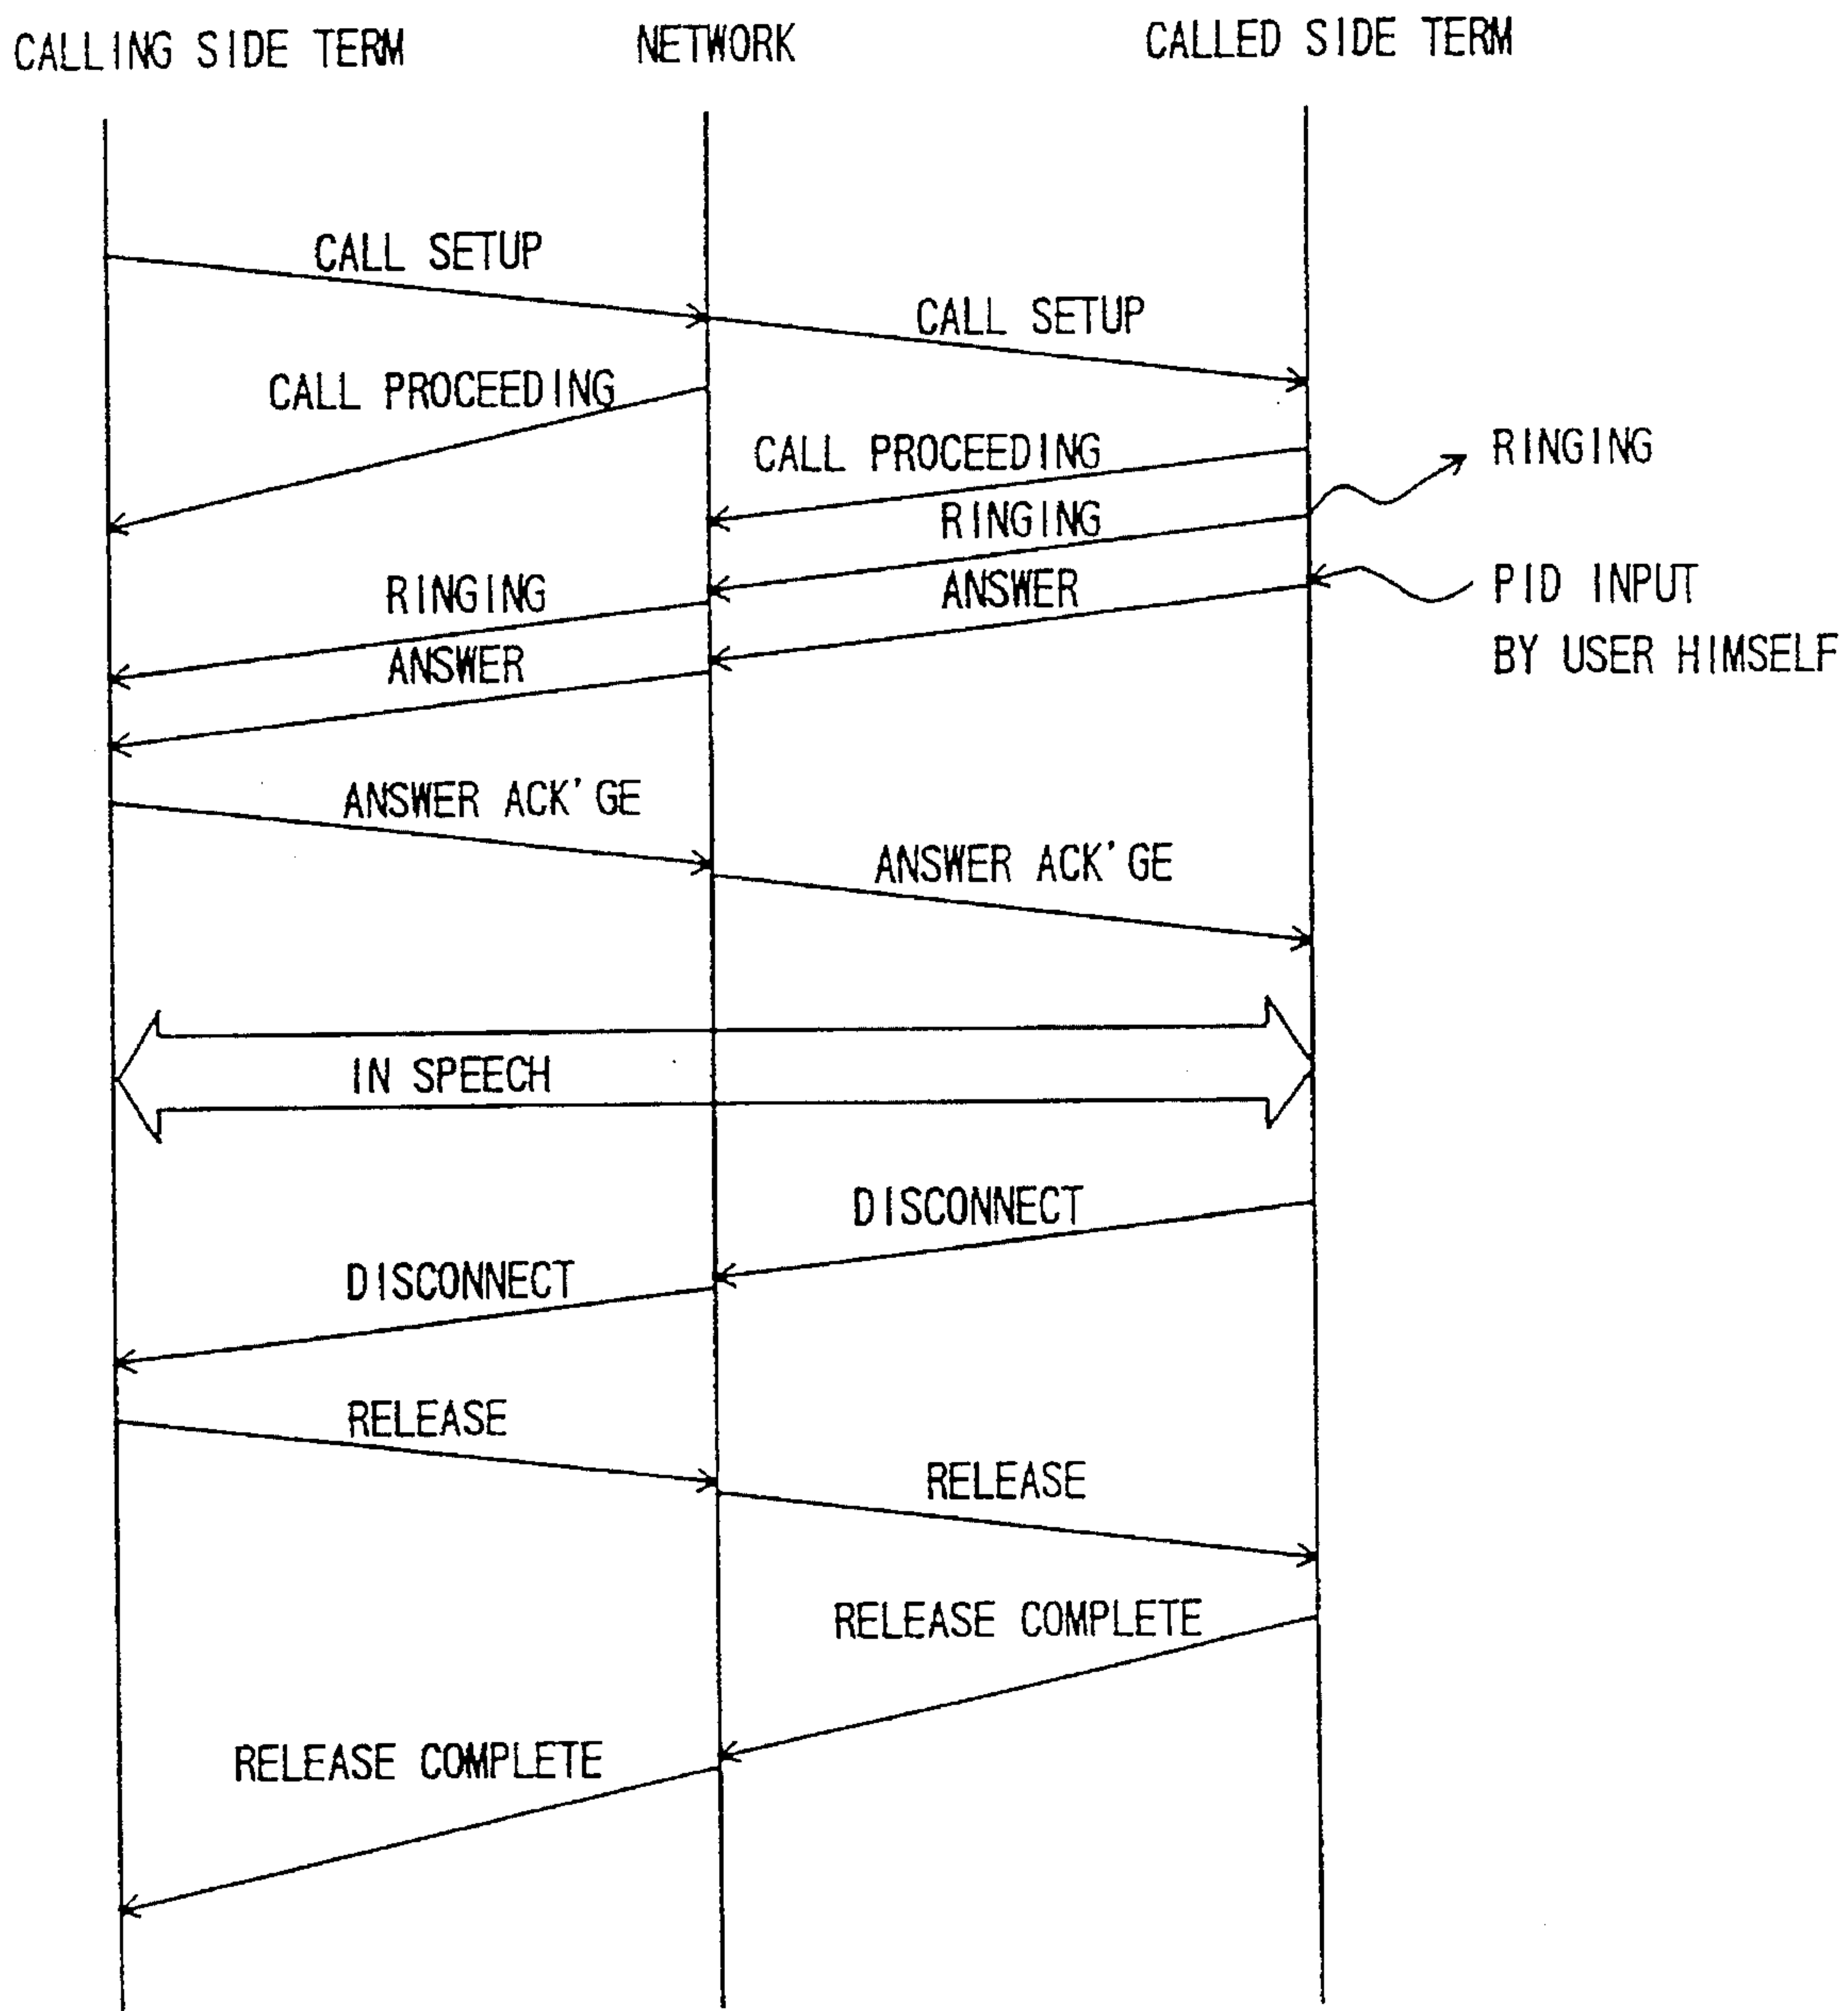 CALLING SIDE TERM
NETWORK
CALLED SIDE TERM
CALL SETUP
CALL SETUP
CALL PROCEEDING
CALL PROCEEDING
RINGING
RINGING
RINGING
ANSWER
PID INPUT
BY USER HIMSELF
ANSWER
ANSWER ACK'GE
ANSWER ACK'GE
IN SPEECH
DISCONNECT
DISCONNECT
RELEASE
RELEASE
RELEASE COMPLETE
RELEASE COMPLETE